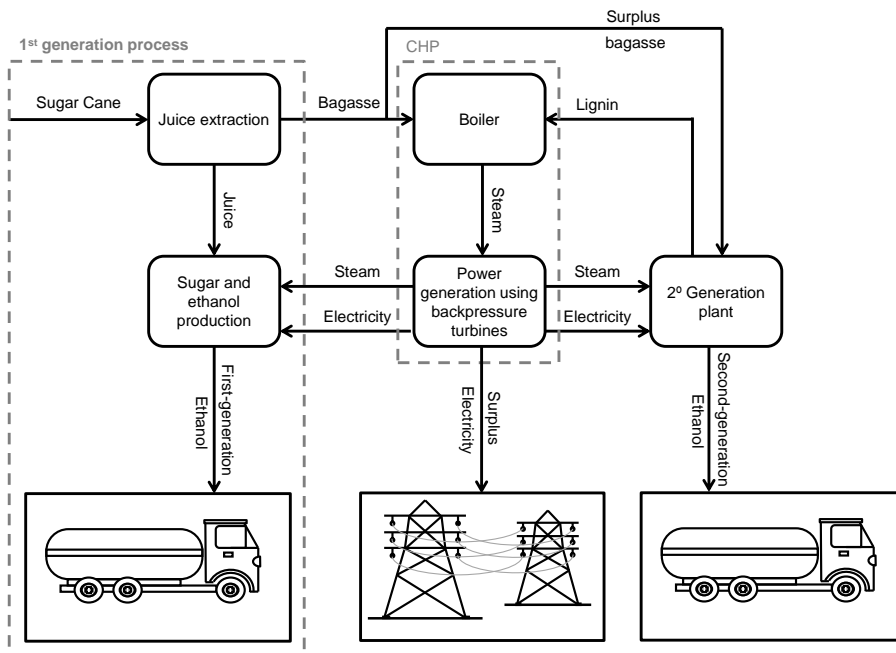 Surplus
bagasse
1st generation process
CHP
Sugar Cane
Juice extraction
Bagasse
Boiler
Lignin
Juice
Steam
Sugar and
ethanol
production
Steam
Electricity
Power
generation using
backpressure
turbines
Steam
Electricity
2º Generation
plant
First-generation
Ethanol
Surplus
Electricity
Second-generation
Ethanol